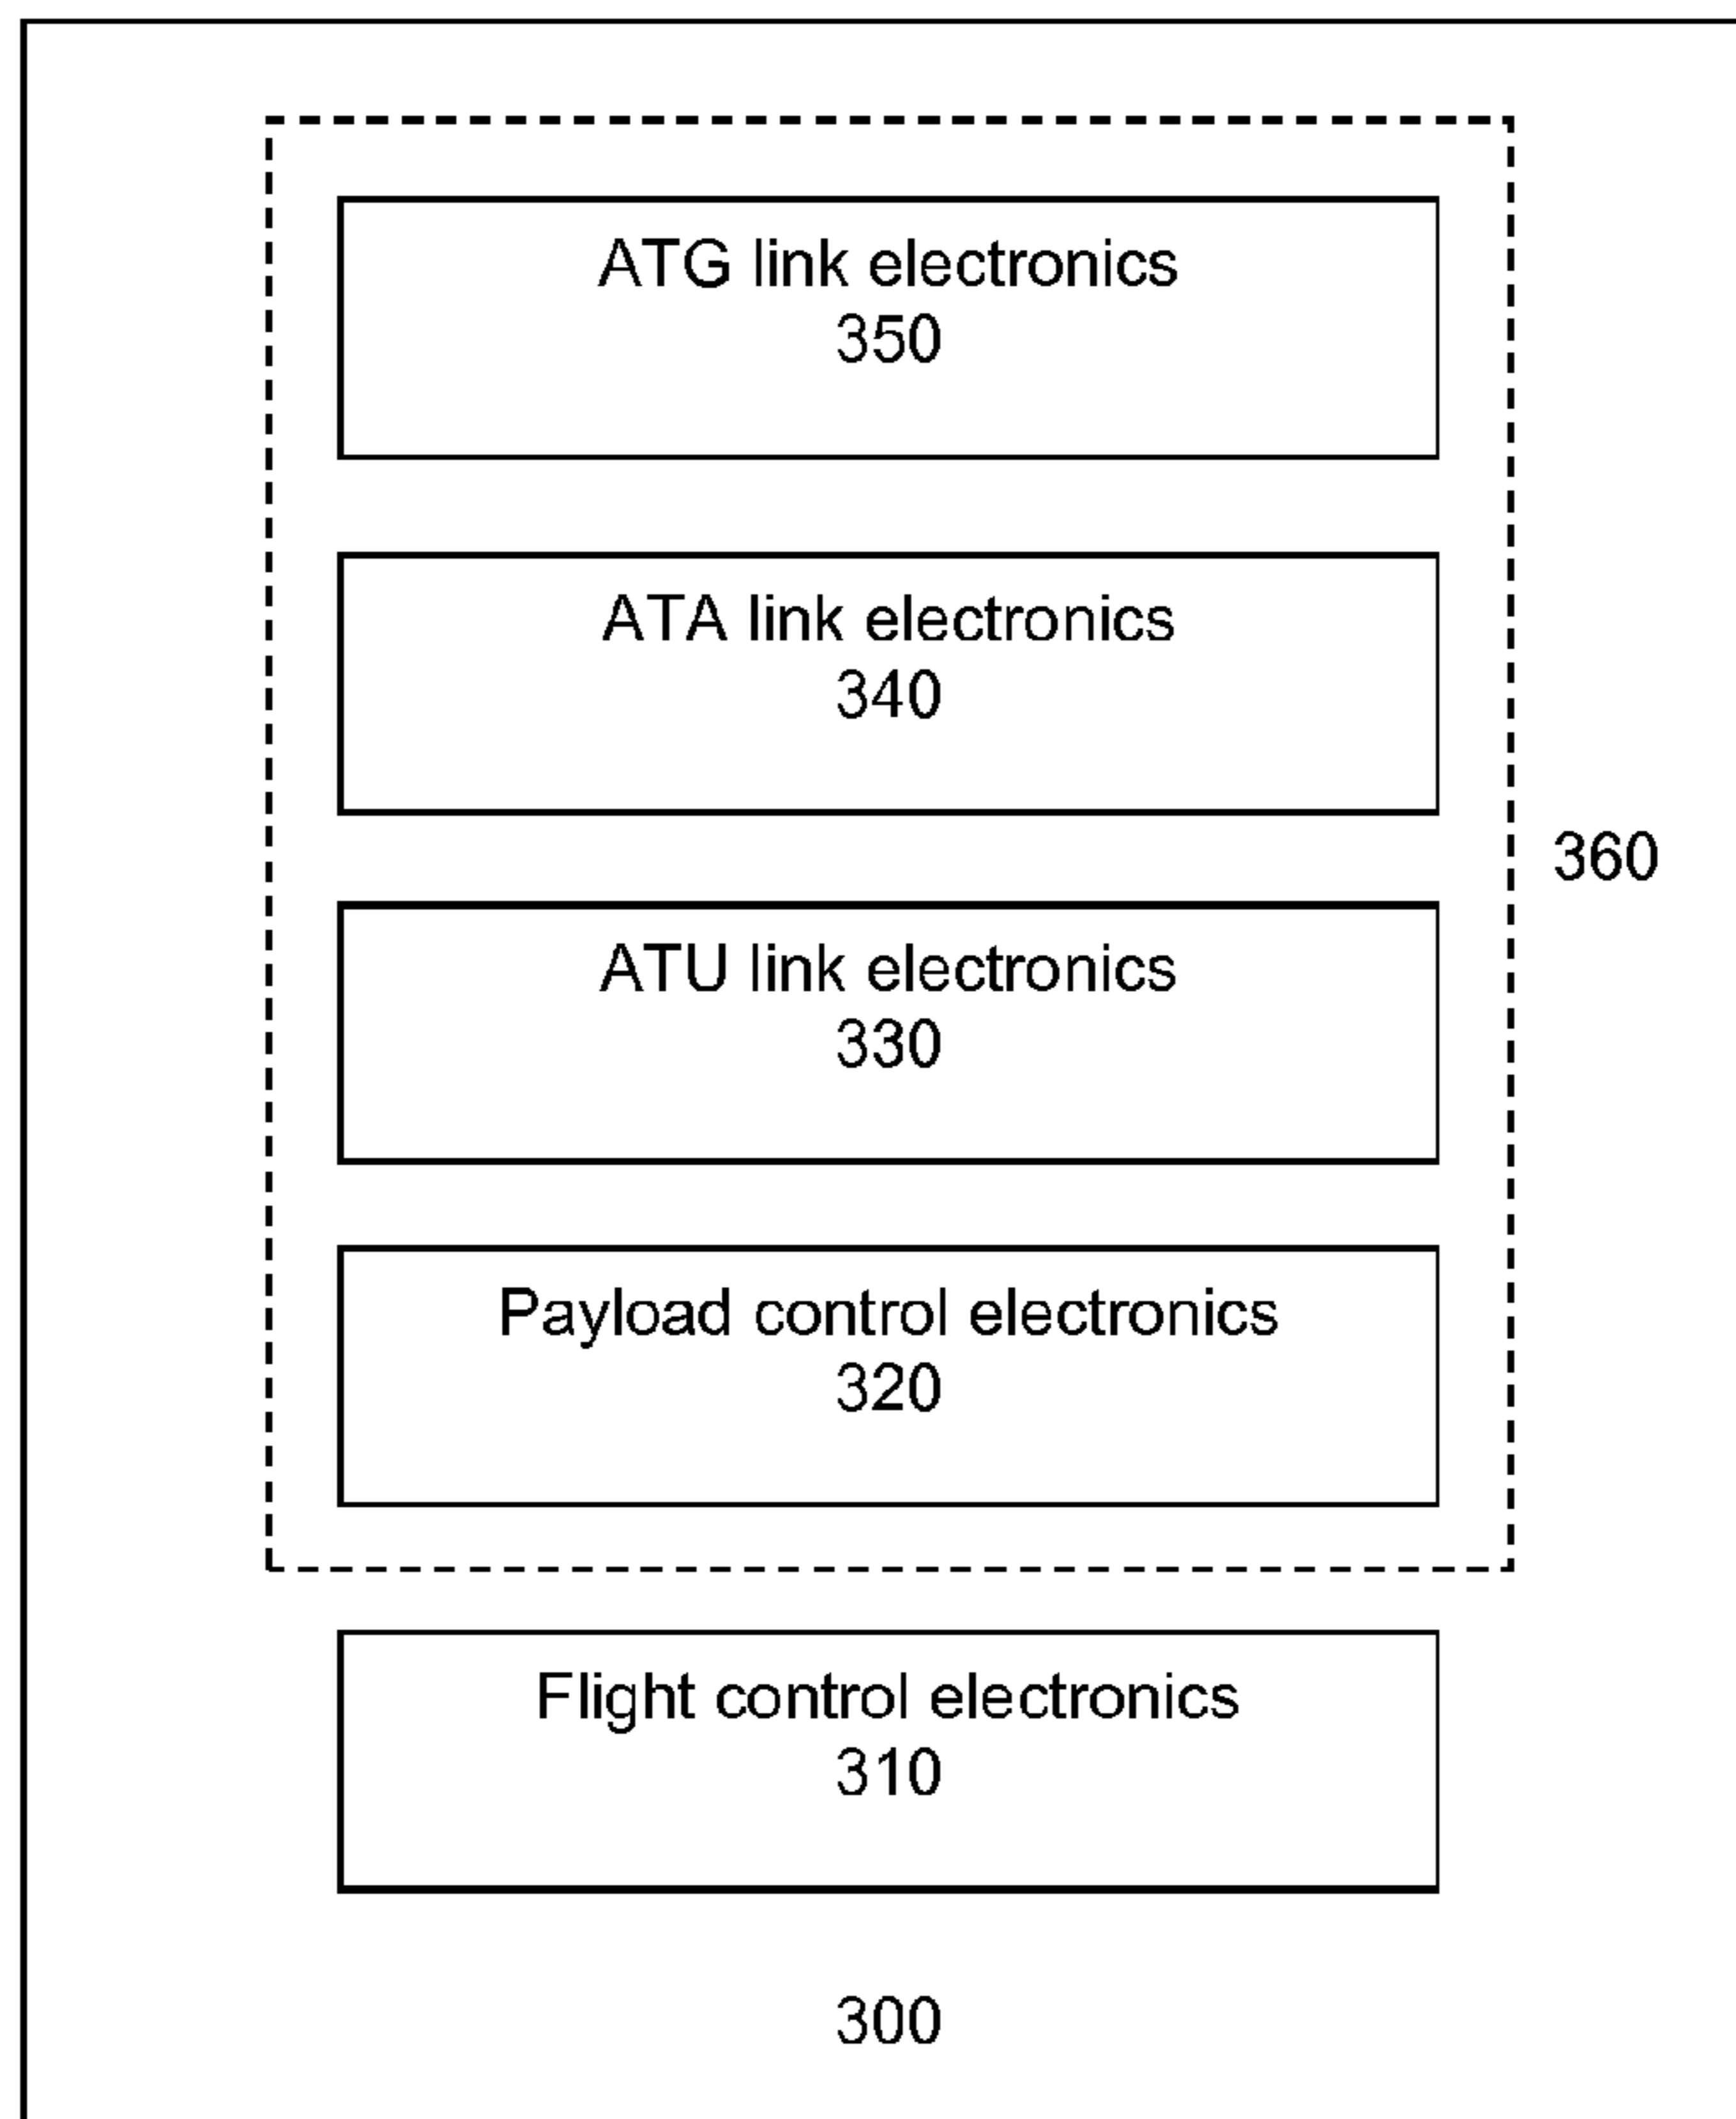 ATG link electronics
350
ATA link electronics
340
360
ATU link electronics
330
Payload control electronics
320
Flight control electronics
310
300